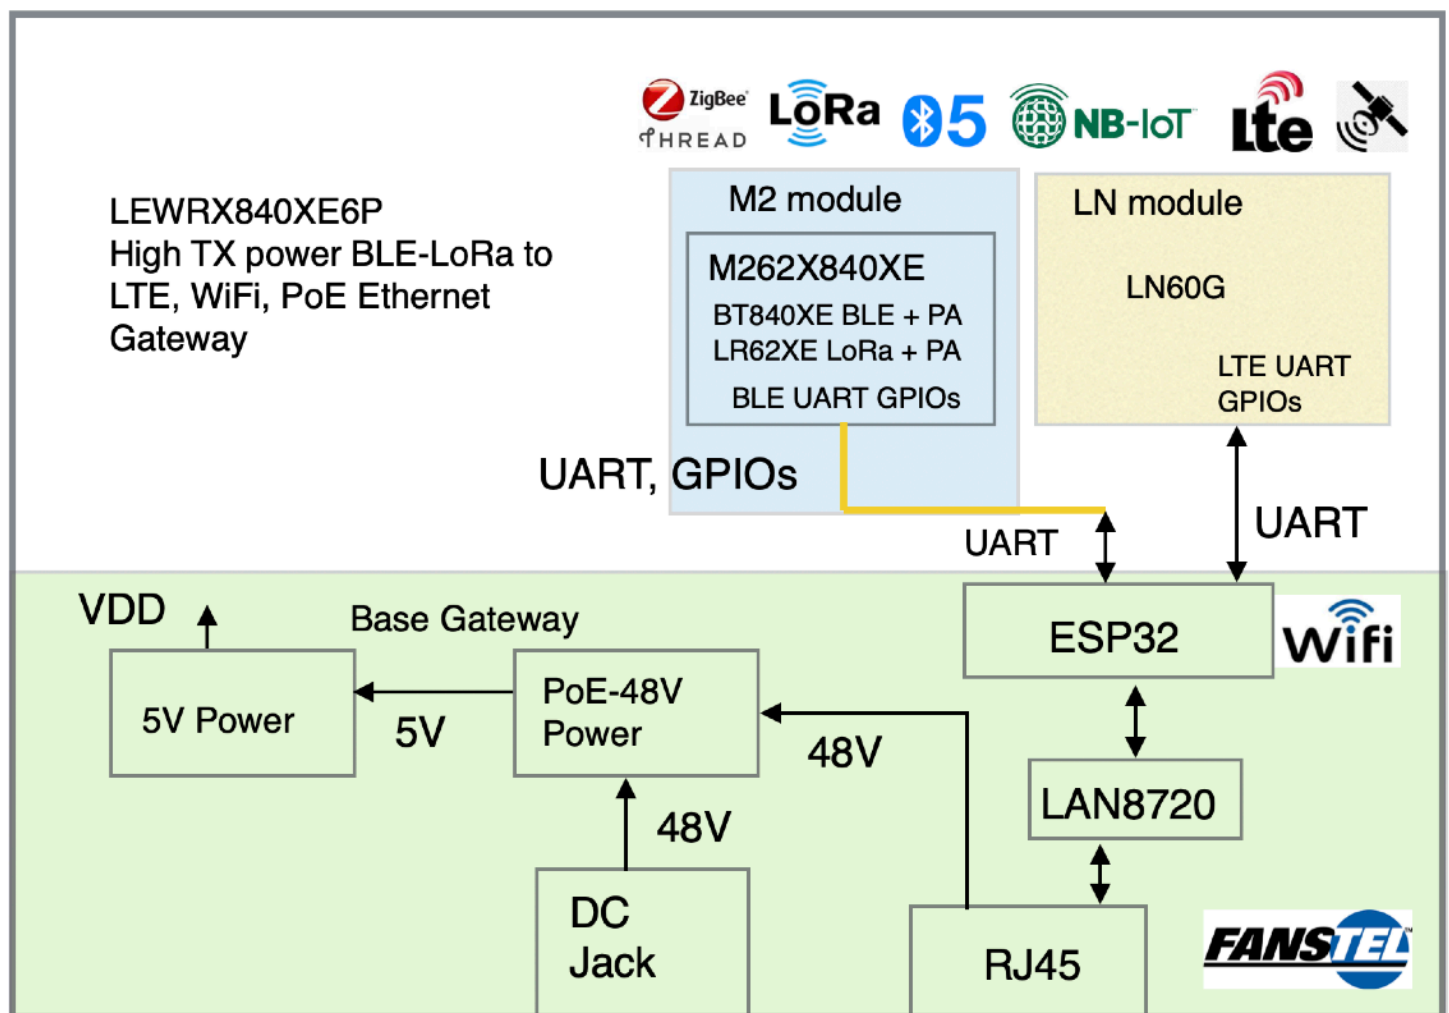 ZigBee
THREAD
LoRa
5
NB-IoT
Lte
LEWRX840XE6P
High TX power BLE-LoRa to
LTE, WiFi, PoE Ethernet
Gateway
M2 module
M262X840XE
BT840XE BLE + PA
LR62XE LoRa + PA
BLE UART GPIOs
LN module
LN60G
LTE UART
GPIOs
UART, GPIOs
UART
UART
VDD
Base Gateway
ESP32
Wifi
5V Power
5V
PoE-48V
Power
48V
LAN8720
48V
DC
Jack
RJ45
FANSTEL™